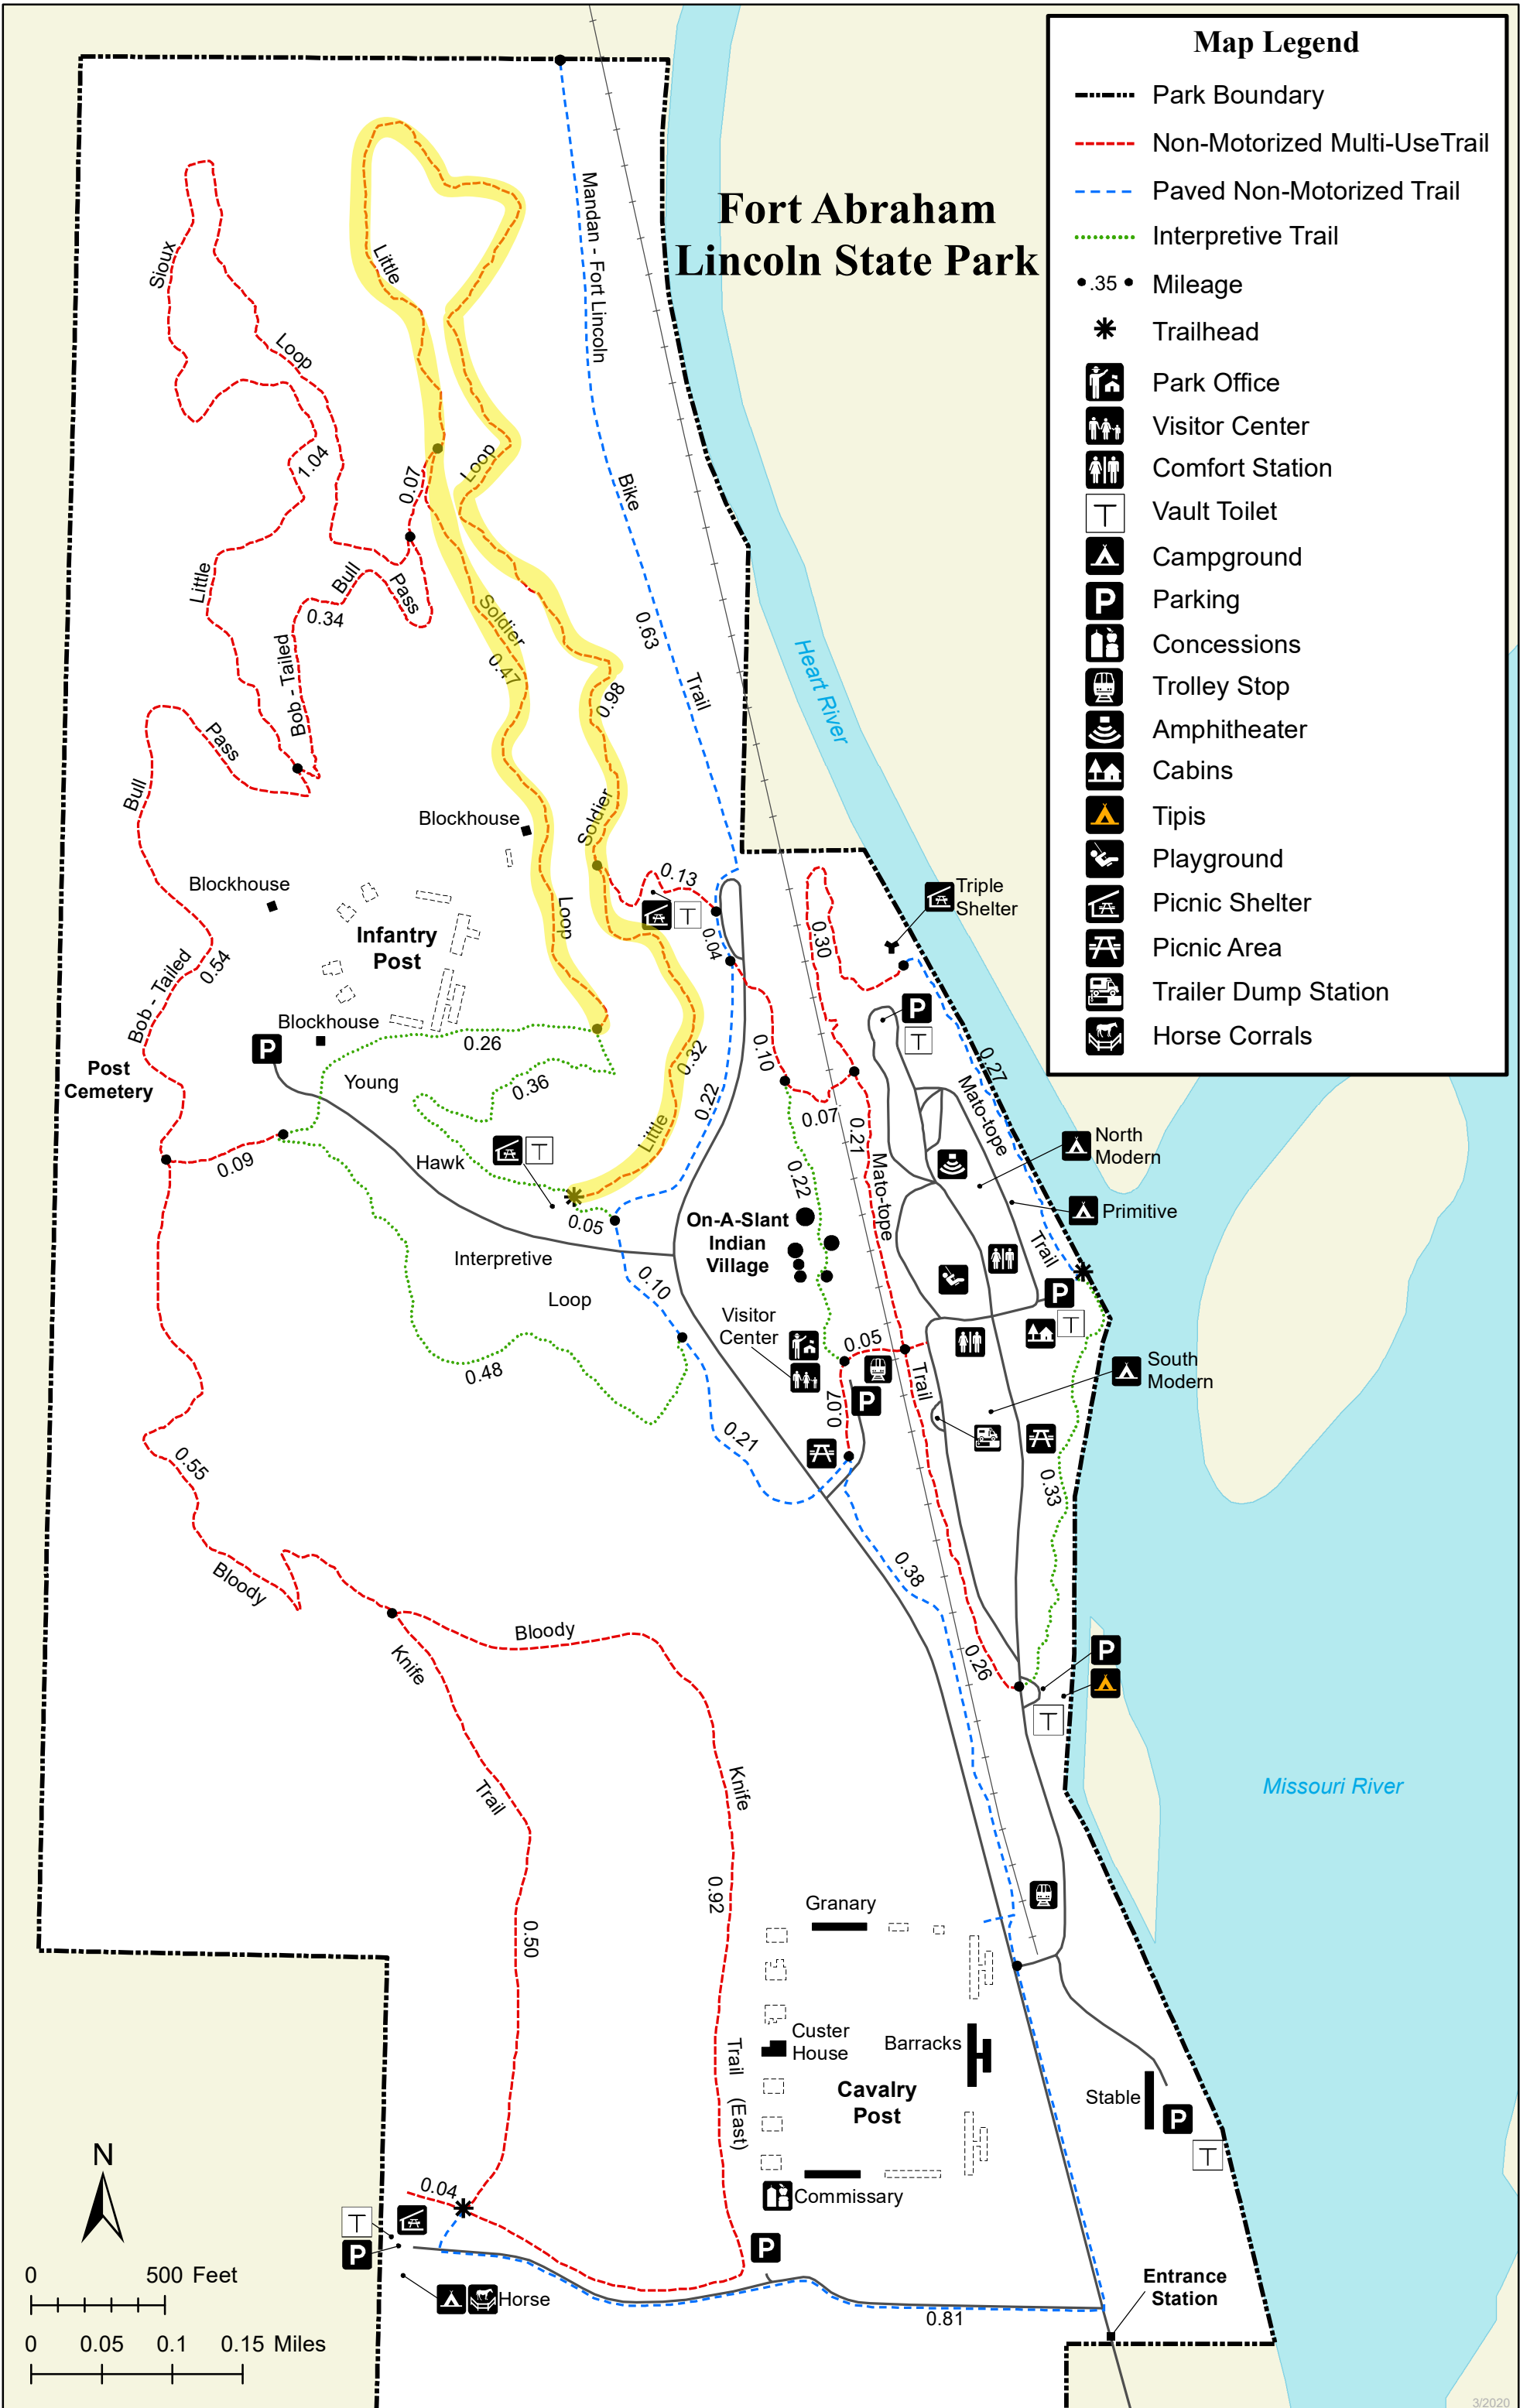 Map Legend
Park Boundary
Non-Motorized Multi-UseTrail
Paved Non-Motorized Trail
Interpretive Trail
.35
Mileage
Trailhead
Park Office
Visitor Center
Comfort Station
T
Vault Toilet
Campground
P
Parking
Concessions
Trolley Stop
Amphitheater
Cabins
Tipis
Playground
Picnic Shelter
Picnic Area
Trailer Dump Station
Horse Corrals
Fort Abraham
Lincoln State Park
Mandan - Fort Lincoln
Bike
Trail
0.63
Heart River
Sioux
Loop
1.04
Little
0.07
Bull
Pass
0.34
Bob - Tailed
Little
Loop
Soldier
0.47
0.98
Soldier
Loop
Pass
Bull
Blockhouse
Blockhouse
Infantry
Post
Blockhouse
0.54
Bob - Tailed
Post
Cemetery
P
0.13
T
0.04
0.30
Triple
Shelter
P
T
0.27
Mato-tope
0.26
Young
0.36
0.32
Little
0.22
0.10
0.07
0.21
Mato-tope
0.22
North
Modern
Primitive
Trail
0.09
Hawk
T
0.05
Interpretive
Loop
0.10
On-A-Slant
Indian
Village
Visitor
Center
0.05
P
0.07
Trail
P
T
South
Modern
0.48
0.21
0.33
0.38
0.26
P
T
0.55
Bloody
Knife
Bloody
Trail
Knife
0.50
0.92
Trail (East)
Missouri River
Granary
Custer
House
Barracks
Cavalry
Post
Stable
P
T
Commissary
N
0.04
T
P
P
Horse
0.81
Entrance
Station
0 500 Feet
0 0.05 0.1 0.15 Miles
3/2020